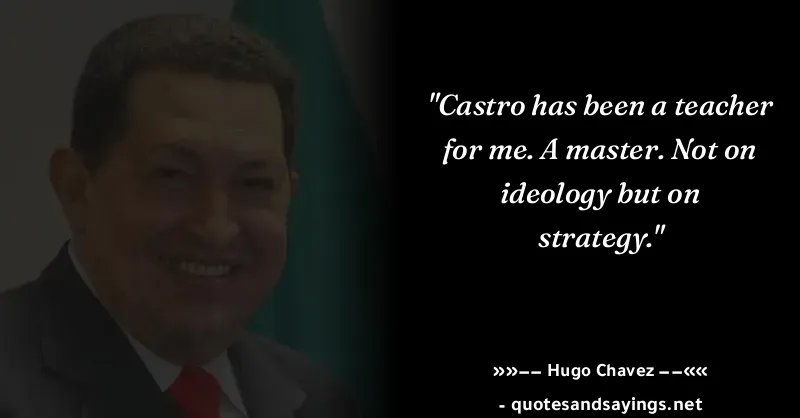 "Castro has been a teacher
for me. A master. Not on
ideology but on
strategy."
»»–– Hugo Chavez ––««
- quotesandsayings.net